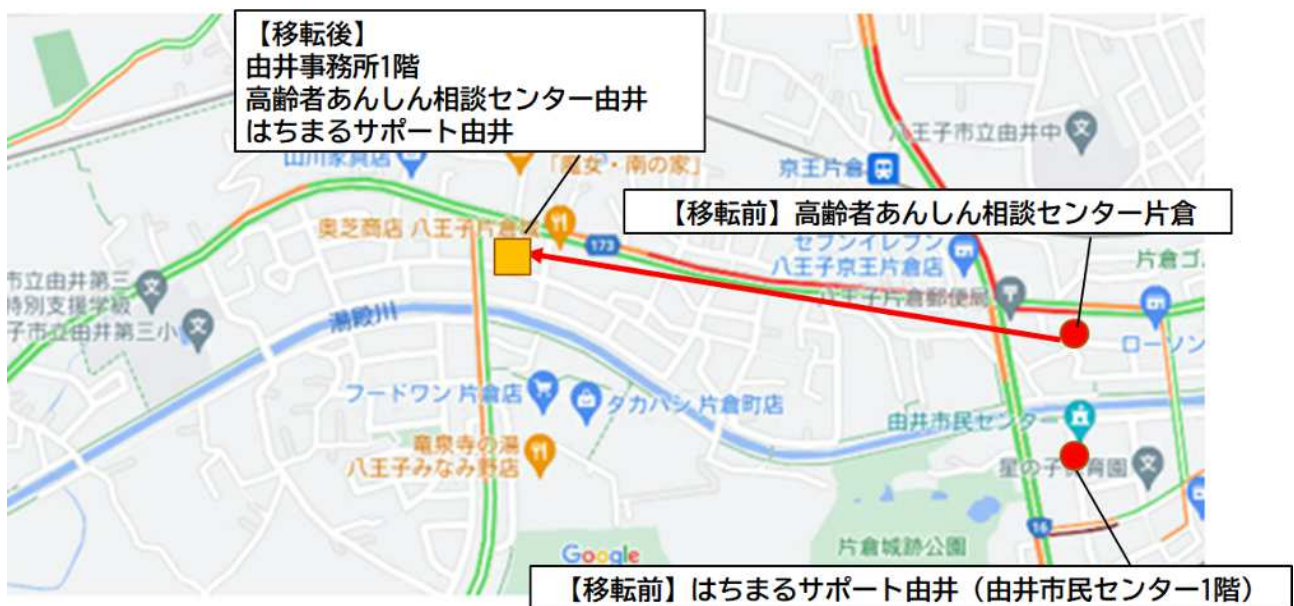 【移転後】
由井事務所1階
高齢者あんしん相談センター由井
はちまるサポート由井
山川家具店
「魔女・南の家」
京王片倉
八王子市立由井中
【移転前】高齢者あんしん相談センター片倉
奥芝商店 八王子片倉城
173
セブンイレブン
八王子京王片倉店
片倉ゴ
八王子片倉郵便局
市立由井第三
特別支援学級
子市立由井第三小
湯殿川
ローソン
フードワン 片倉店
タカハシ 片倉町店
由井市民センター
竜泉寺の湯
八王子みなみ野店
星の子保育園
16
片倉城跡公園
Google
【移転前】はちまるサポート由井（由井市民センター1階）